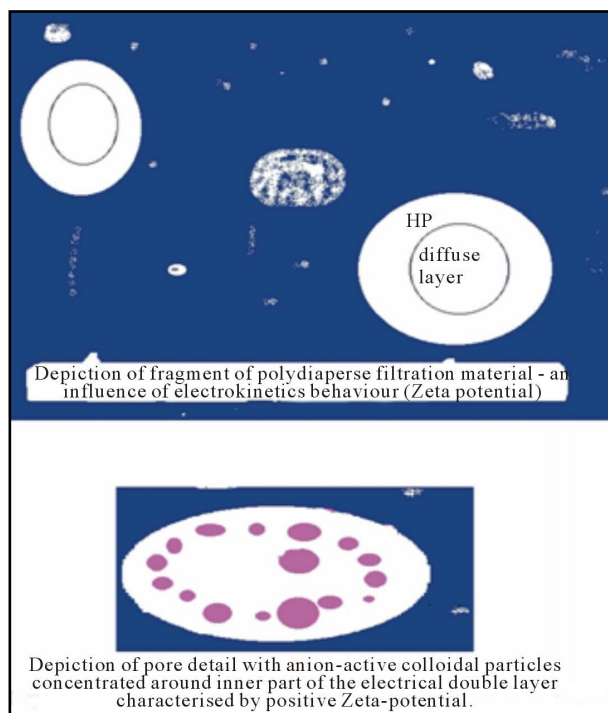 HP
diffuse
layer
Depiction of fragment of polydiaperse filtration material - an
influence of electrokinetics behaviour (Zeta potential)
Depiction of pore detail with anion-active colloidal particles
concentrated around inner part of the electrical double layer
characterised by positive Zeta-potential.